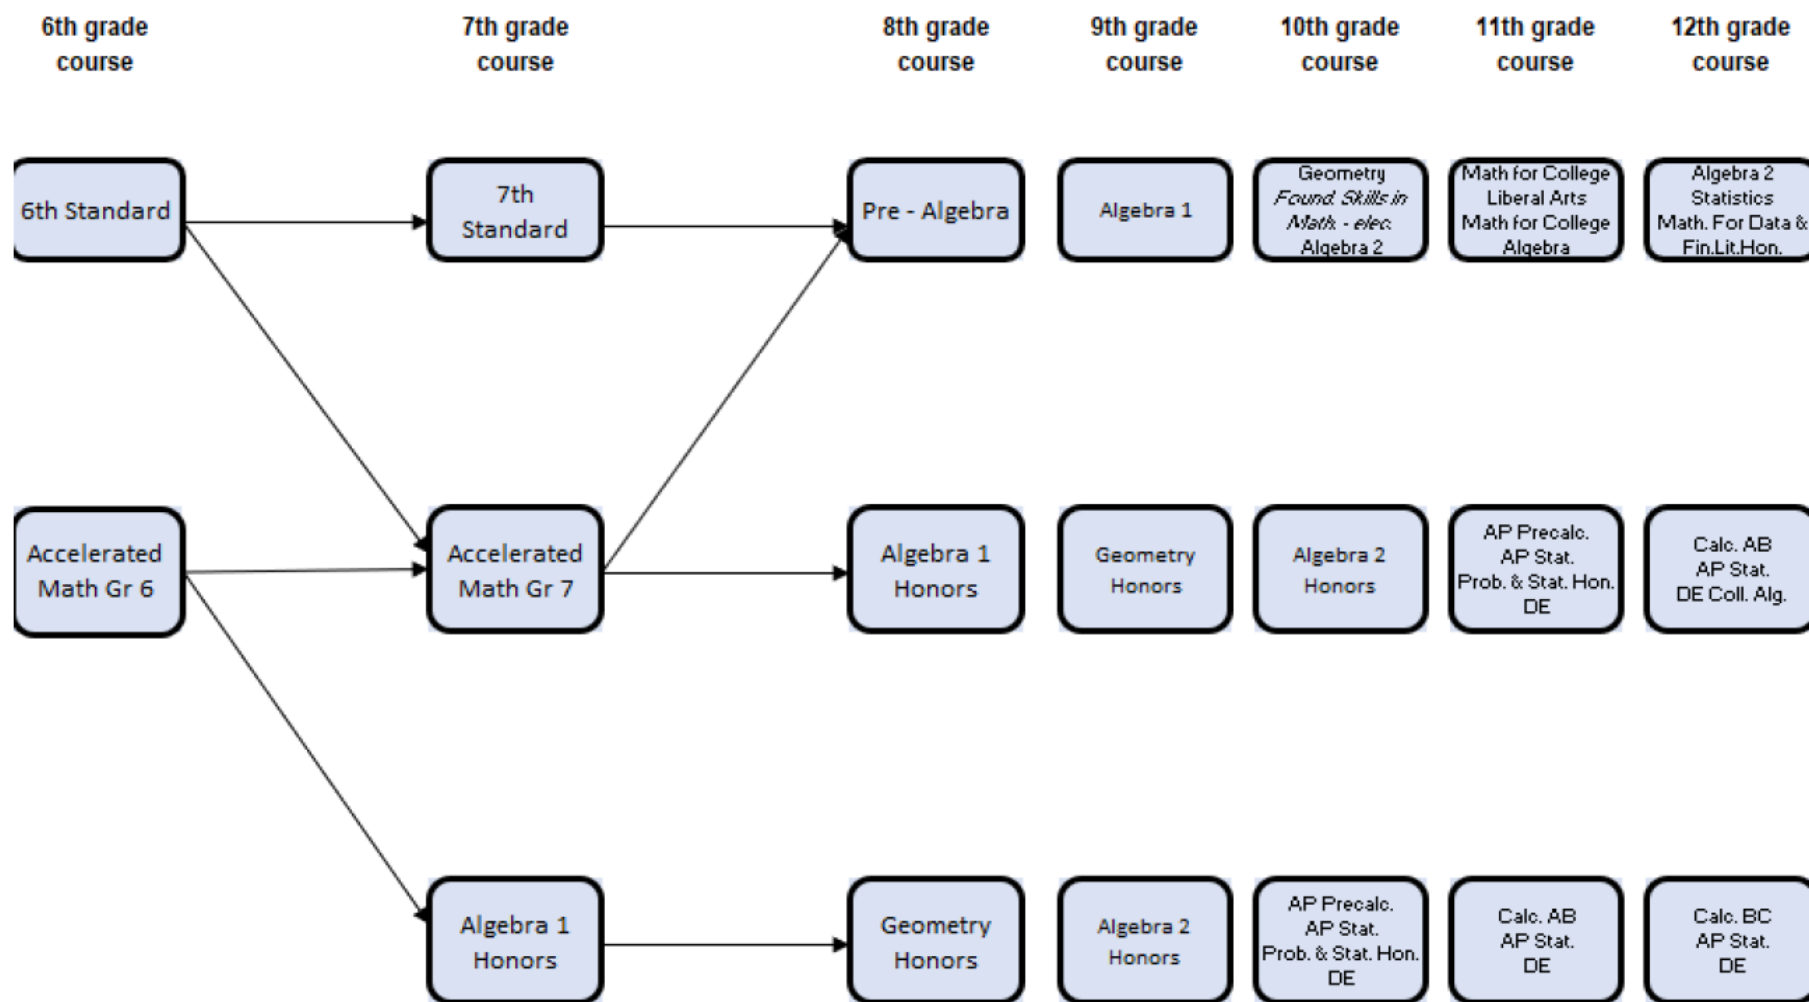 6th grade
course
7th grade
course
8th grade
course
9th grade
course
10th grade
course
11th grade
course
12th grade
course
6th Standard
7th
Standard
Pre - Algebra
Algebra 1
Geometry
Found. Skills in
Math. - elec.
Algebra 2
Math for College
Liberal Arts
Math for College
Algebra
Algebra 2
Statistics
Math. For Data &
Fin.Lit.Hon.
Accelerated
Math Gr 6
Accelerated
Math Gr 7
Algebra 1
Honors
Geometry
Honors
Algebra 2
Honors
AP Precalc.
AP Stat.
Prob. & Stat. Hon.
DE
Calc. AB
AP Stat.
DE Coll. Alg.
Algebra 1
Honors
Geometry
Honors
Algebra 2
Honors
AP Precalc.
AP Stat.
Prob. & Stat. Hon.
DE
Calc. AB
AP Stat.
DE
Calc. BC
AP Stat.
DE